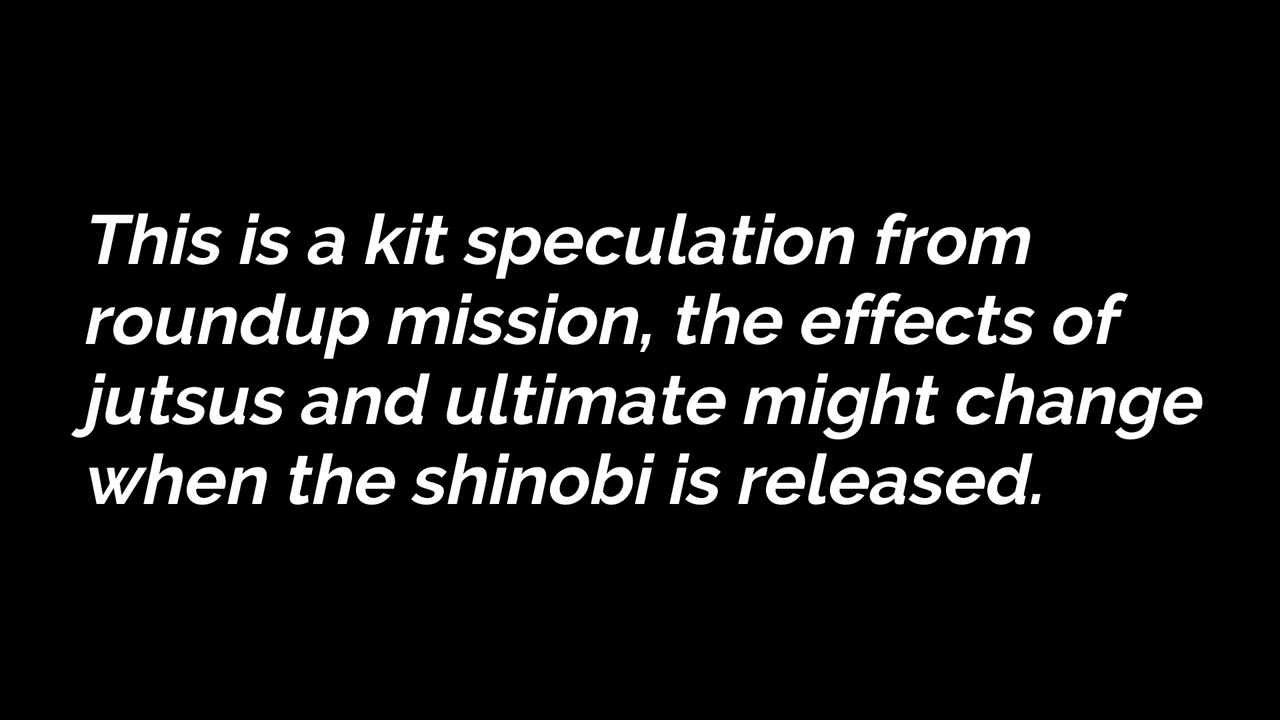 This is a kit speculation from
roundup mission, the effects of
jutsus and ultimate might change
when the shinobi is released.